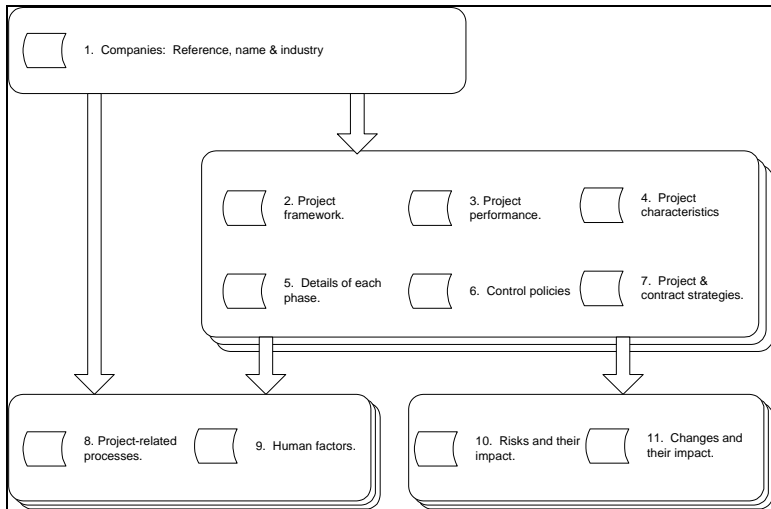 1. Companies: Reference, name & industry
2. Project
framework.
3. Project
performance.
4. Project
characteristics
5. Details of each
phase.
6. Control policies
7. Project &
contract strategies.
8. Project-related
processes.
9. Human factors.
10. Risks and their
impact.
11. Changes and
their impact.